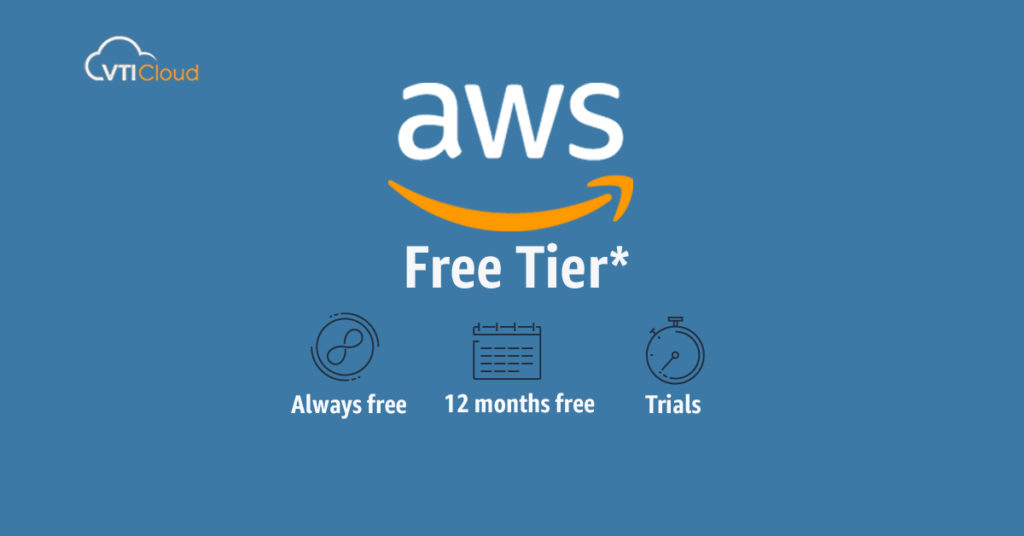 VTICloud
aws
Free Tier*
Always free
12 months free
Trials